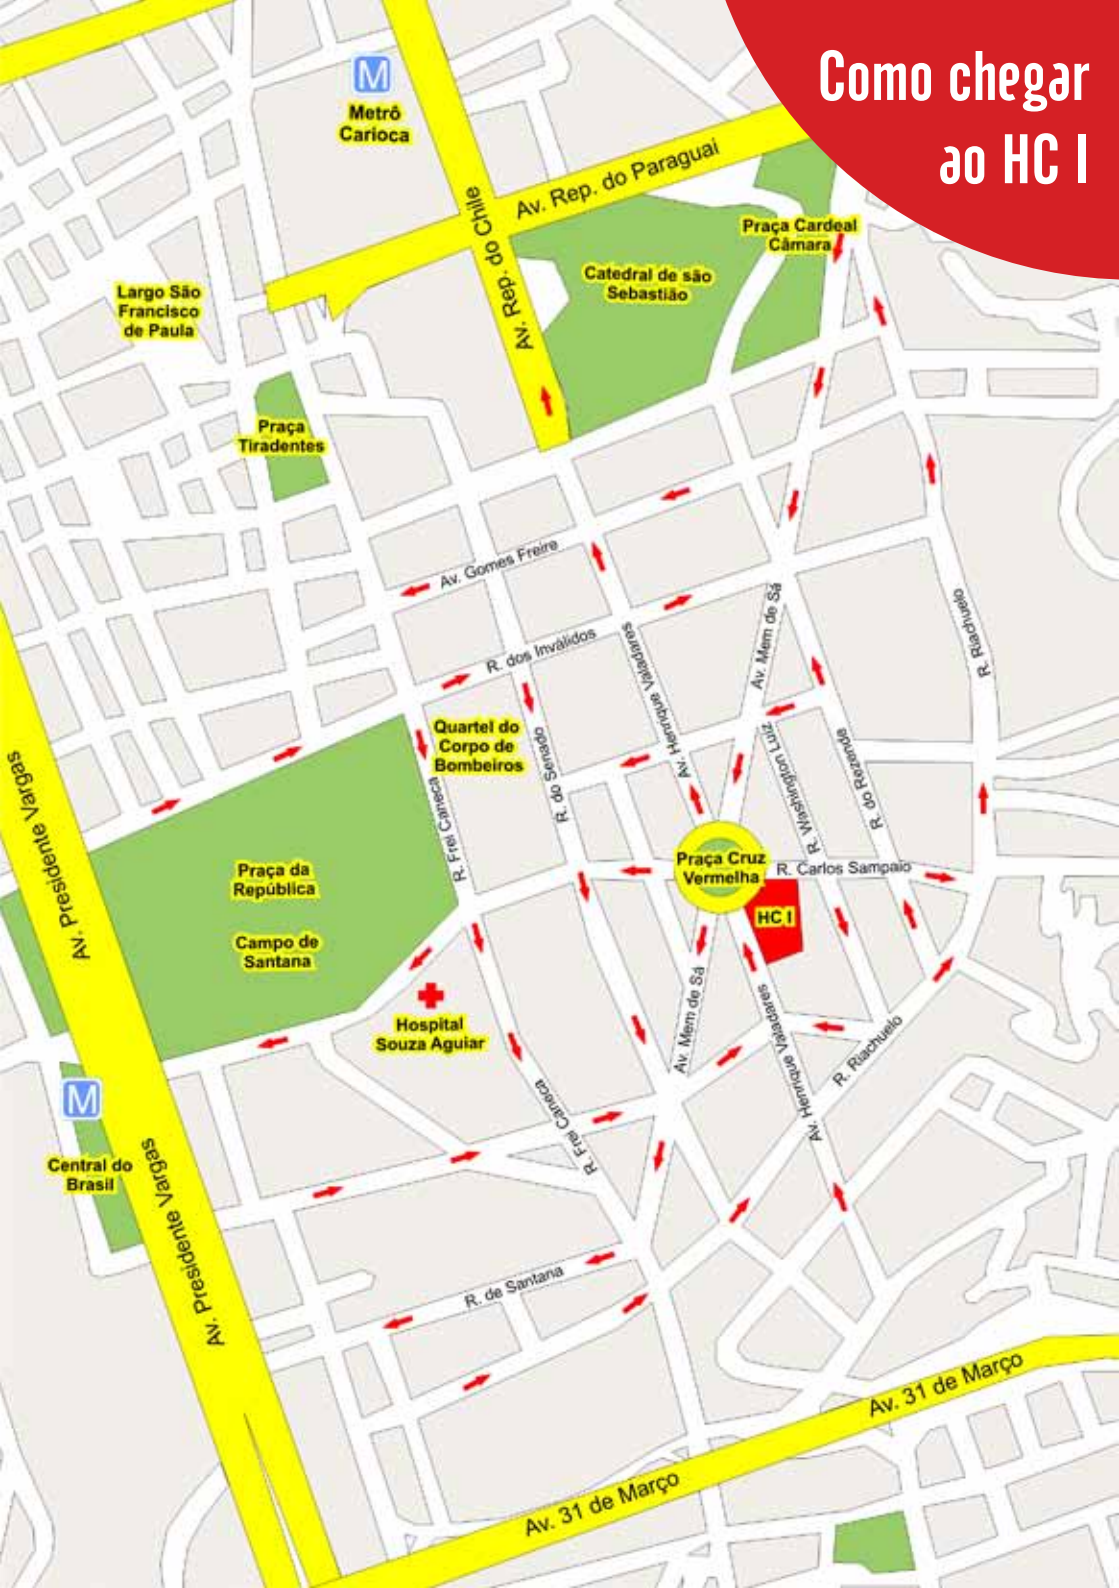 Como chegar
ao HC I
M
Metrô
Carioca
Av. Rep. do Paraguai
Av. Rep. do Chile
Praça Cardeal
Câmara
Catedral de são
Sebastião
Largo São
Francisco
de Paula
Praça
Tiradentes
Av. Gomes Freire
R. dos Inválidos
Av. Henrique Valadares
Av. Mem de Sá
R. Riachuelo
Quartel do
Corpo de
Bombeiros
R. do Senado
R. Frei Caneca
R. Washington Luiz
R. do Rezende
Av. Presidente Vargas
Praça da
República
Praça Cruz
Vermelha
R. Carlos Sampaio
HC I
Campo de
Santana
Hospital
Souza Aguiar
Av. Mem de Sá
Av. Henrique Valadares
R. Riachuelo
M
Central do
Brasil
R. Frei Caneca
Av. Presidente Vargas
R. de Santana
Av. 31 de Março
Av. 31 de Março